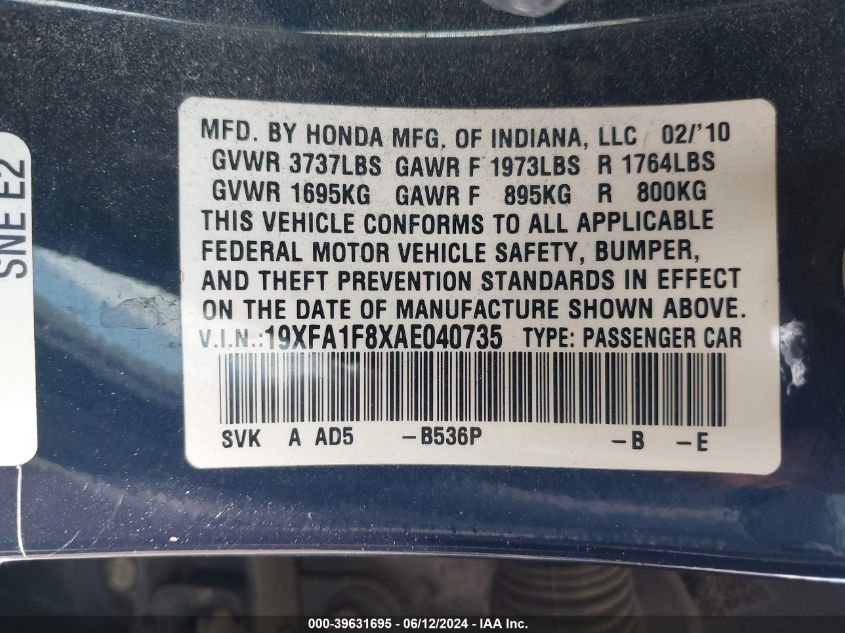 MFD. BY HONDA MFG. OF INDIANA, LLC 02/'10
GVWR 3737LBS GAWR F 1973LBS R 1764LBS
GVWR 1695KG GAWR F 895KG R 800KG
THIS VEHICLE CONFORMS TO ALL APPLICABLE
FEDERAL MOTOR VEHICLE SAFETY, BUMPER,
AND THEFT PREVENTION STANDARDS IN EFFECT
ON THE DATE OF MANUFACTURE SHOWN ABOVE.
V.I.N.:19XFA1F8XAE040735 TYPE: PASSENGER CAR
SVK A AD5 -B536P -B -E
SNE E2
000-39631695 - 06/12/2024 - IAA Inc.